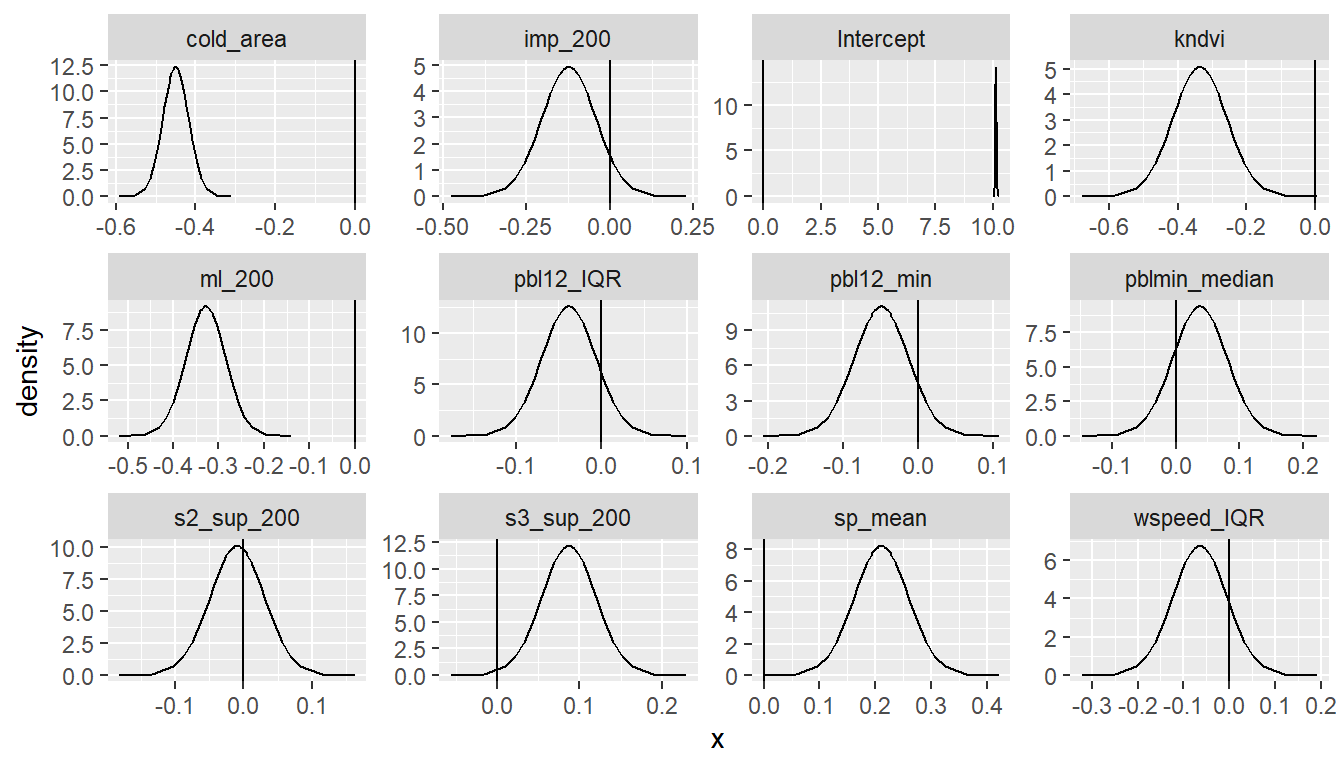 cold_area imp_200 Intercept kndvi
12.5 10.0 7.5 5.0 2.5 0.0
5 4 3 2 1 0
10 5 0
5 4 3 2 1 0
-0.6 -0.4 -0.2 0.0
-0.50 -0.25 0.00 0.25
0.0 2.5 5.0 7.5 10.0
-0.6 -0.4 -0.2 0.0
ml_200 pbl12_IQR pbl12_min pblmin_median
7.5 5.0 2.5 0.0
10 5 0
9 6 3 0
7.5 5.0 2.5 0.0
-0.5 -0.4 -0.3 -0.2 -0.1 0.0
-0.1 0.0 0.1
-0.2 -0.1 0.0 0.1
-0.1 0.0 0.1 0.2
s2_sup_200 s3_sup_200 sp_mean wspeed_IQR
10.0 7.5 5.0 2.5 0.0
12.5 10.0 7.5 5.0 2.5 0.0
8 6 4 2 0
6 4 2 0
-0.1 0.0 0.1
0.0 0.1 0.2
0.0 0.1 0.2 0.3 0.4
-0.3 -0.2 -0.1 0.0 0.1 0.2
density
x